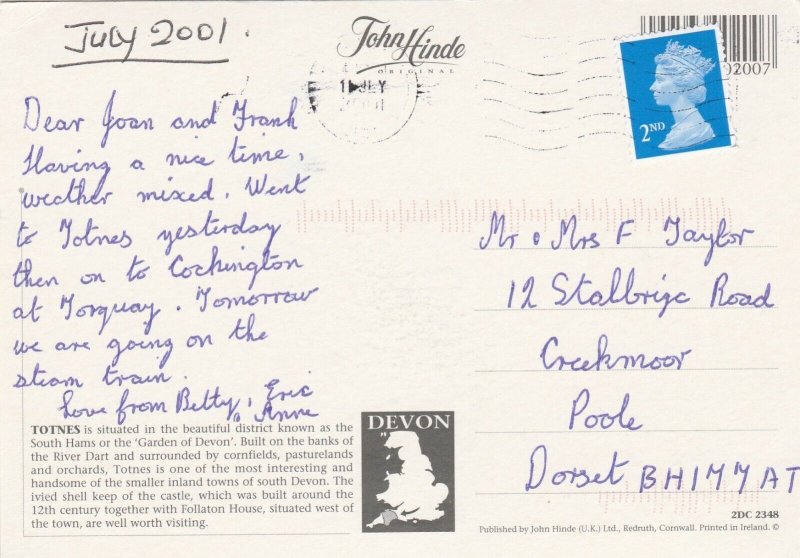 July 2001.
John Hinde
ORIGINAL
02007
1 JLY
2001
2ND
Dear Joan and Frank
Having a nice time,
weather mixed. Went
to Totnes yesterday
then on to Cockington
at Torquay. Tomorrow
we are going on the
steam train.
Love from Betty, Eric
& Anne
Mr & Mrs F Taylor
12 Stalbrige Road
Creekmoor
Poole
Dorset BH177AT
TOTNES is situated in the beautiful district known as the
South Hams or the ‘Garden of Devon’. Built on the banks of
the River Dart and surrounded by cornfields, pasturelands
and orchards, Totnes is one of the most interesting and
handsome of the smaller inland towns of south Devon. The
ivied shell keep of the castle, which was built around the
12th century together with Follaton House, situated west of
the town, are well worth visiting.
DEVON
2DC 2348
Published by John Hinde (U.K.) Ltd., Redruth, Cornwall. Printed in Ireland. ©